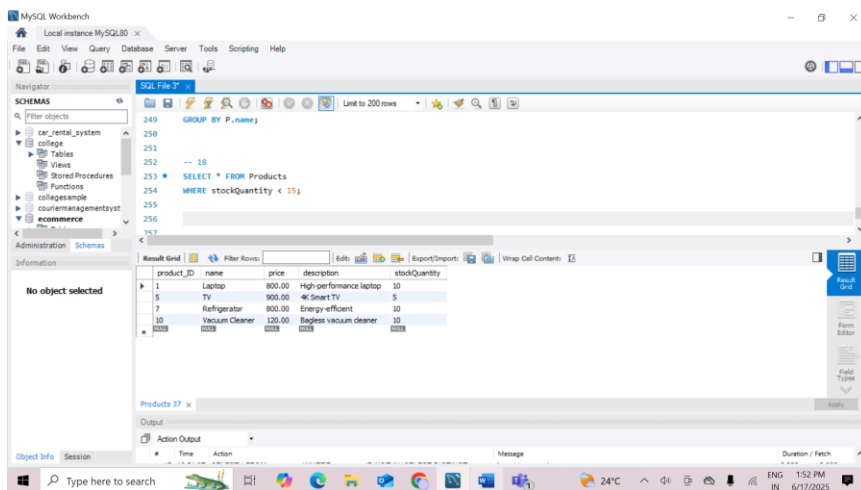 MySQL Workbench
Local instance MySQL80 ×
File Edit View Query Database Server Tools Scripting Help
Navigator
SQL File 3* ×
SCHEMAS
Filter objects
car_rental_system
college
Tables
Views
Stored Procedures
Functions
collegesample
couriermanagementsyst
ecommerce
Administration Schemas
Information
No object selected
Object Info Session
Limit to 200 rows
249 GROUP BY P.name;
250
251
252 -- 18
253 SELECT * FROM Products
254 WHERE stockQuantity < 15;
255
256
257
Result Grid Filter Rows: Edit: Export/Import: Wrap Cell Content:
product_ID name price description stockQuantity
1 Laptop 800.00 High-performance laptop 10
5 TV 900.00 4K Smart TV 5
7 Refrigerator 800.00 Energy-efficient 10
10 Vacuum Cleaner 120.00 Bagless vacuum cleaner 10
NULL NULL NULL NULL NULL
Result Grid
Form Editor
Field Types
Products 37 ×
Apply
Output
Action Output
# Time Action Message Duration / Fetch
Type here to search
24°C
ENG
IN
1:52 PM
6/17/2025